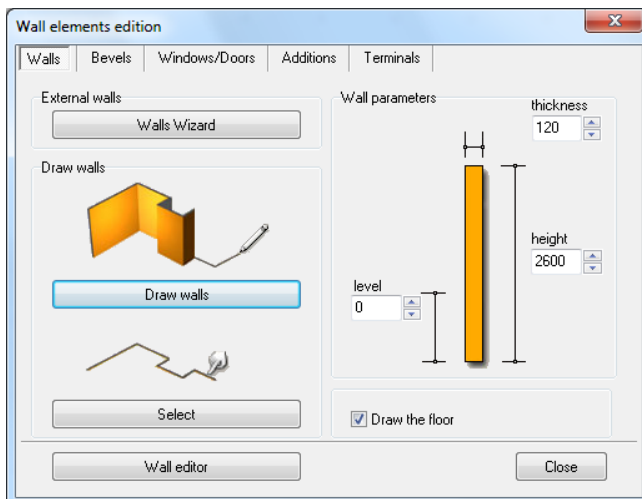 Wall elements edition
Walls Bevels Windows/Doors Additions Terminals
External walls
Walls Wizard
Draw walls
Draw walls
Select
Wall parameters
thickness
120
height
2600
level
0
Draw the floor
Wall editor
Close